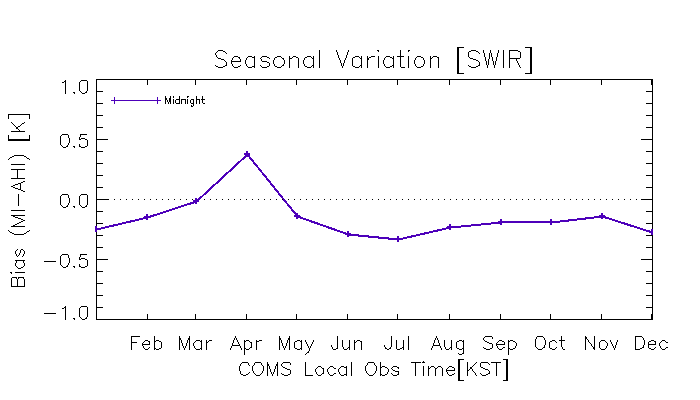 Seasonal Variation [SWIR]
Midnight
1.0
0.5
0.0
-0.5
-1.0
Bias (MI-AHI) [K]
Feb Mar Apr May Jun Jul Aug Sep Oct Nov Dec
COMS Local Obs Time[KST]